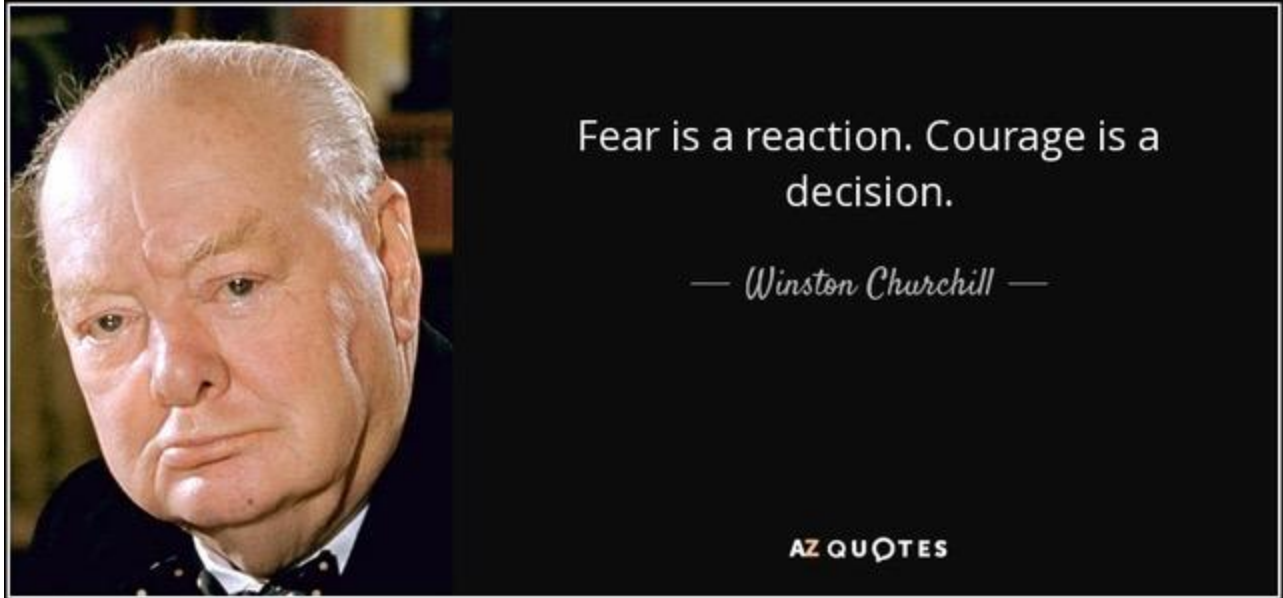 Fear is a reaction. Courage is a
decision.
— Winston Churchill —
AZ QUOTES